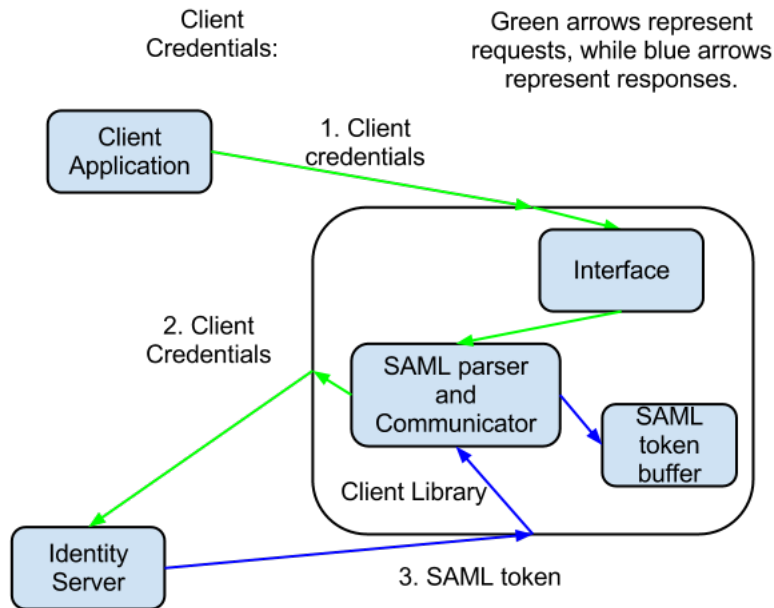 Client
Credentials:
Green arrows represent
requests, while blue arrows
represent responses.
Client
Application
1. Client
credentials
Interface
2. Client
Credentials
SAML parser
and
Communicator
SAML
token
buffer
Client Library
Identity
Server
3. SAML token